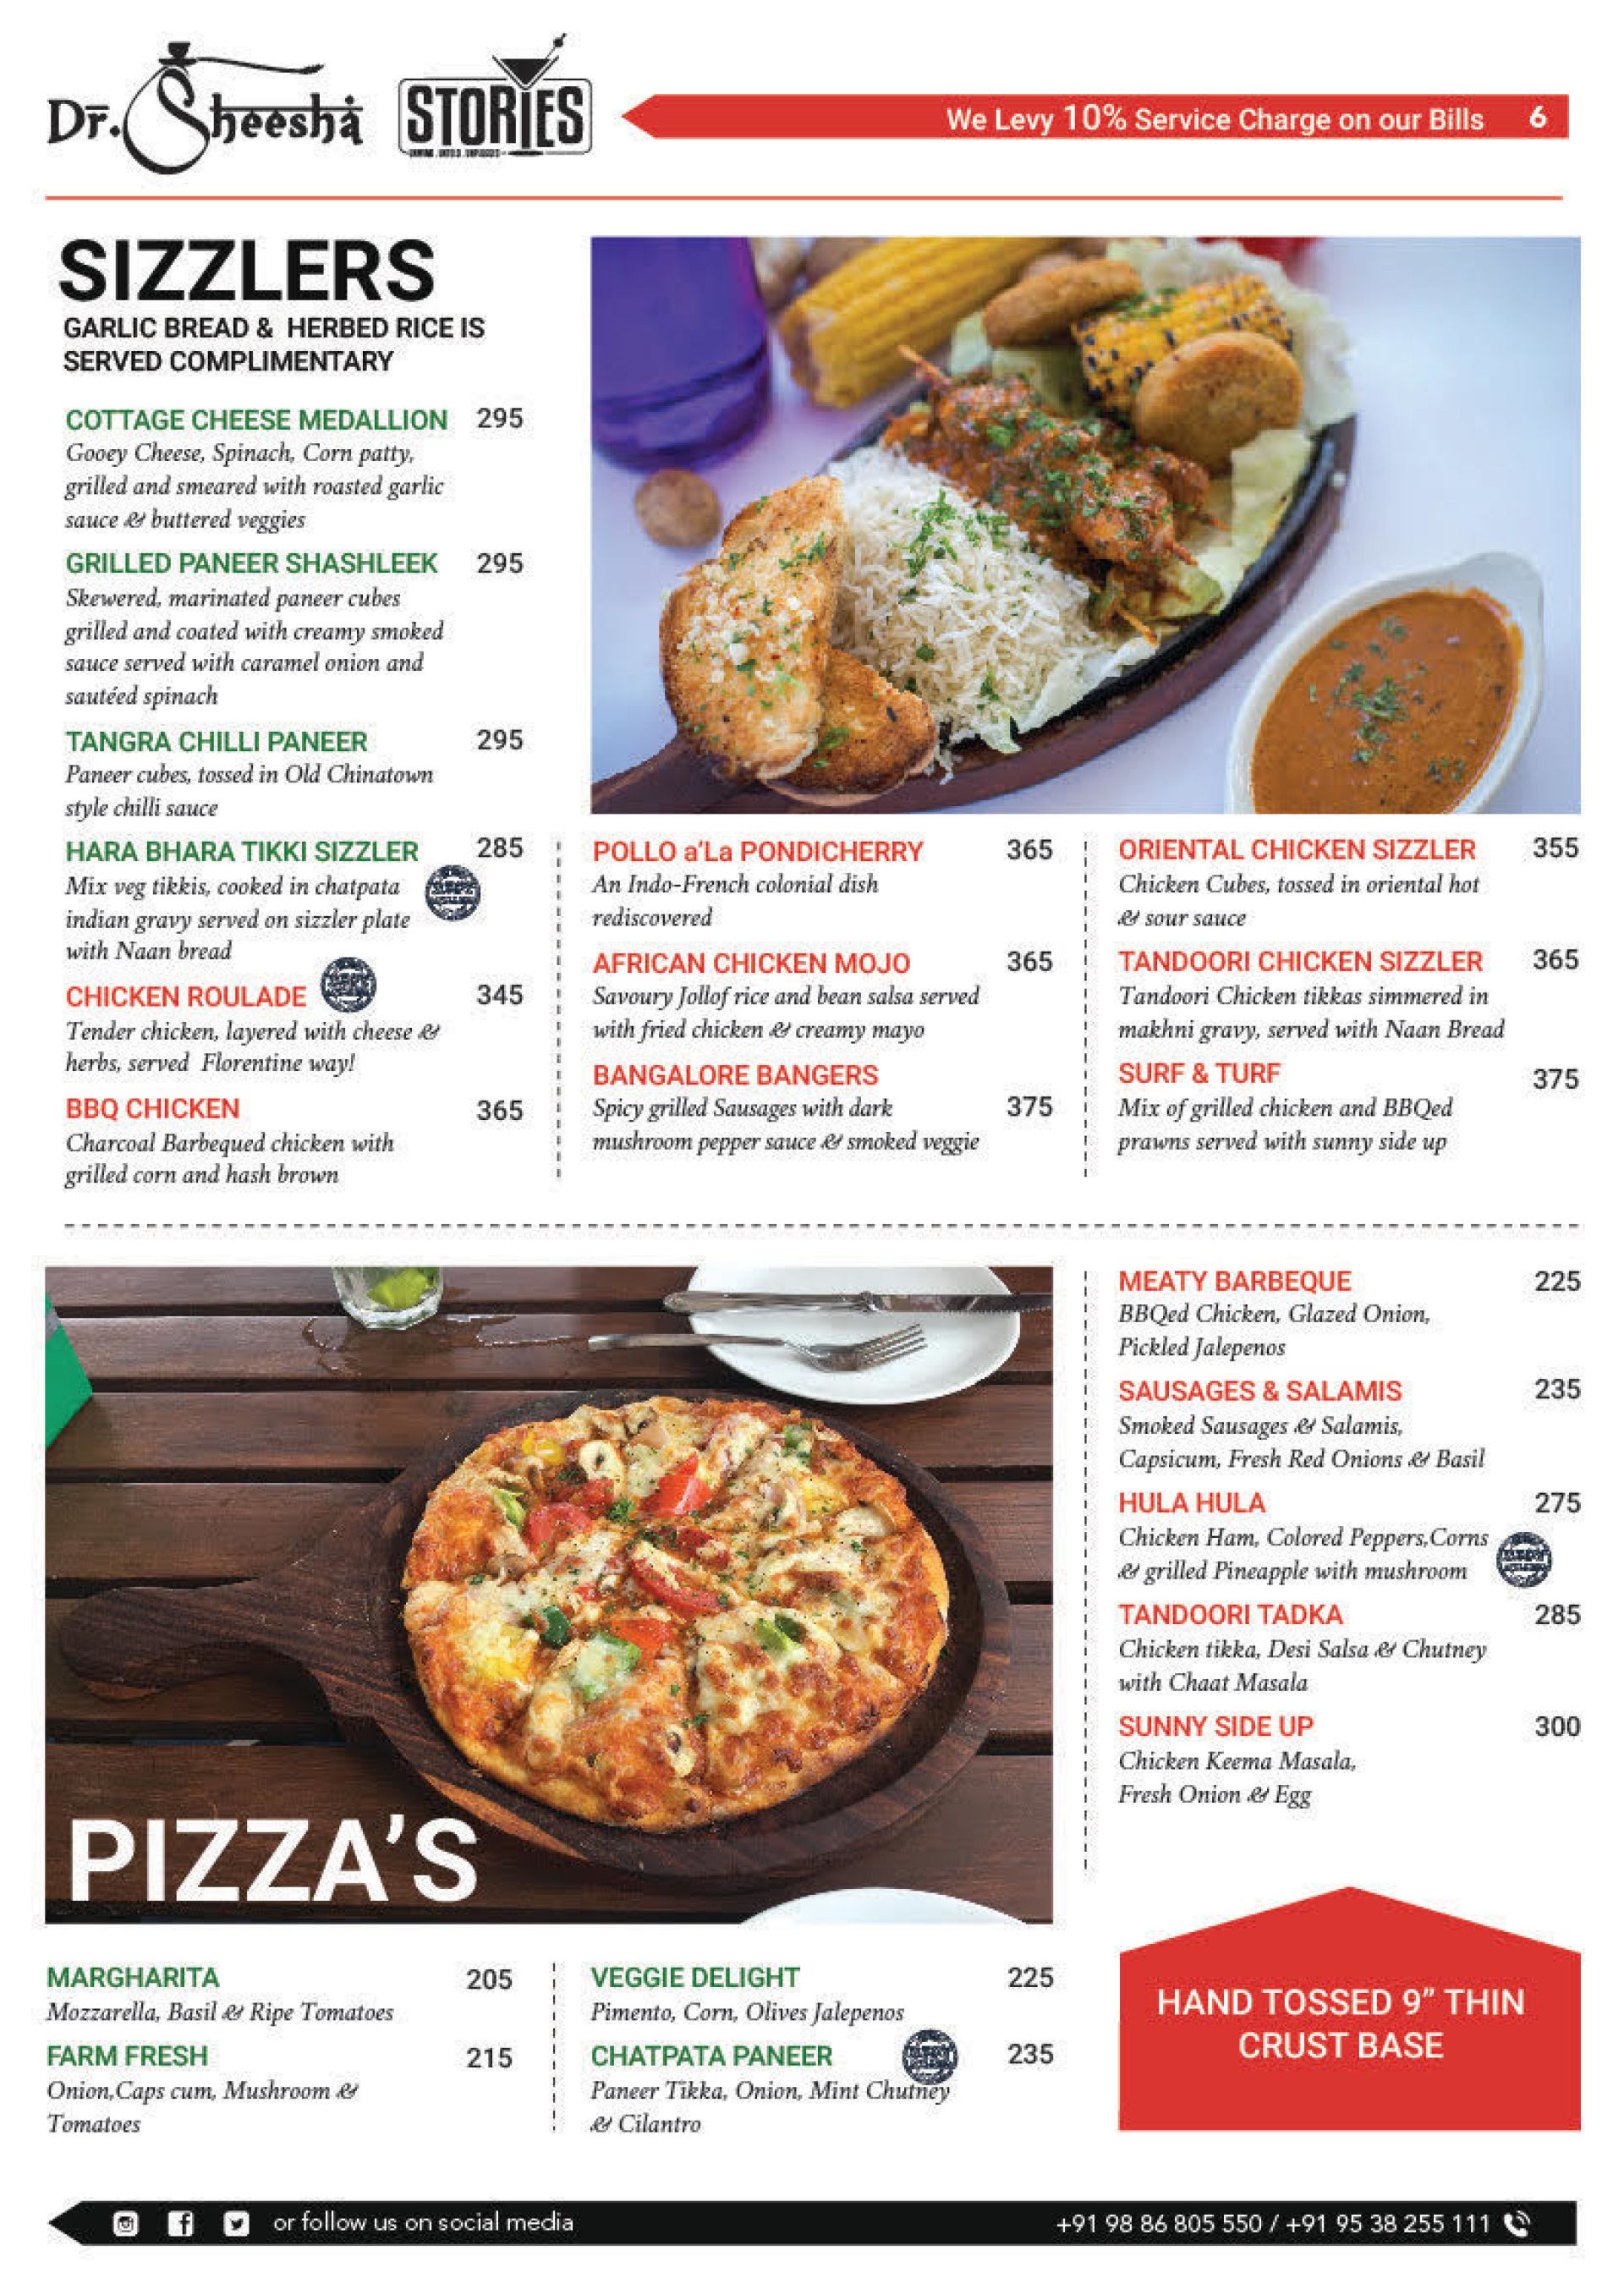 Dr. Sheesha
STORIES
We Levy 10% Service Charge on our Bills 6
SIZZLERS
GARLIC BREAD & HERBED RICE IS
SERVED COMPLIMENTARY
COTTAGE CHEESE MEDALLION 295
Gooey Cheese, Spinach, Corn patty,
grilled and smeared with roasted garlic
sauce & buttered veggies
GRILLED PANEER SHASHLEEK 295
Skewered, marinated paneer cubes
grilled and coated with creamy smoked
sauce served with caramel onion and
sautéed spinach
TANGRA CHILLI PANEER 295
Paneer cubes, tossed in Old Chinatown
style chilli sauce
HARA BHARA TIKKI SIZZLER 285
Mix veg tikkis, cooked in chatpata
indian gravy served on sizzler plate
with Naan bread
CHICKEN ROULADE 345
Tender chicken, layered with cheese &
herbs, served Florentine way!
BBQ CHICKEN 365
Charcoal Barbequed chicken with
grilled corn and hash brown
POLLO a'La PONDICHERRY 365
An Indo-French colonial dish
rediscovered
AFRICAN CHICKEN MOJO 365
Savoury Jollof rice and bean salsa served
with fried chicken & creamy mayo
BANGALORE BANGERS
Spicy grilled Sausages with dark 375
mushroom pepper sauce & smoked veggie
ORIENTAL CHICKEN SIZZLER 355
Chicken Cubes, tossed in oriental hot
& sour sauce
TANDOORI CHICKEN SIZZLER 365
Tandoori Chicken tikkas simmered in
makhni gravy, served with Naan Bread
SURF & TURF 375
Mix of grilled chicken and BBQed
prawns served with sunny side up
PIZZA'S
MARGHARITA 205
Mozzarella, Basil & Ripe Tomatoes
FARM FRESH 215
Onion,Caps cum, Mushroom &
Tomatoes
VEGGIE DELIGHT 225
Pimento, Corn, Olives Jalepenos
CHATPATA PANEER 235
Paneer Tikka, Onion, Mint Chutney
& Cilantro
MEATY BARBEQUE 225
BBQed Chicken, Glazed Onion,
Pickled Jalepenos
SAUSAGES & SALAMIS 235
Smoked Sausages & Salamis,
Capsicum, Fresh Red Onions & Basil
HULA HULA 275
Chicken Ham, Colored Peppers,Corns
& grilled Pineapple with mushroom
TANDOORI TADKA 285
Chicken tikka, Desi Salsa & Chutney
with Chaat Masala
SUNNY SIDE UP 300
Chicken Keema Masala,
Fresh Onion & Egg
HAND TOSSED 9" THIN
CRUST BASE
or follow us on social media
+91 98 86 805 550 / +91 95 38 255 111